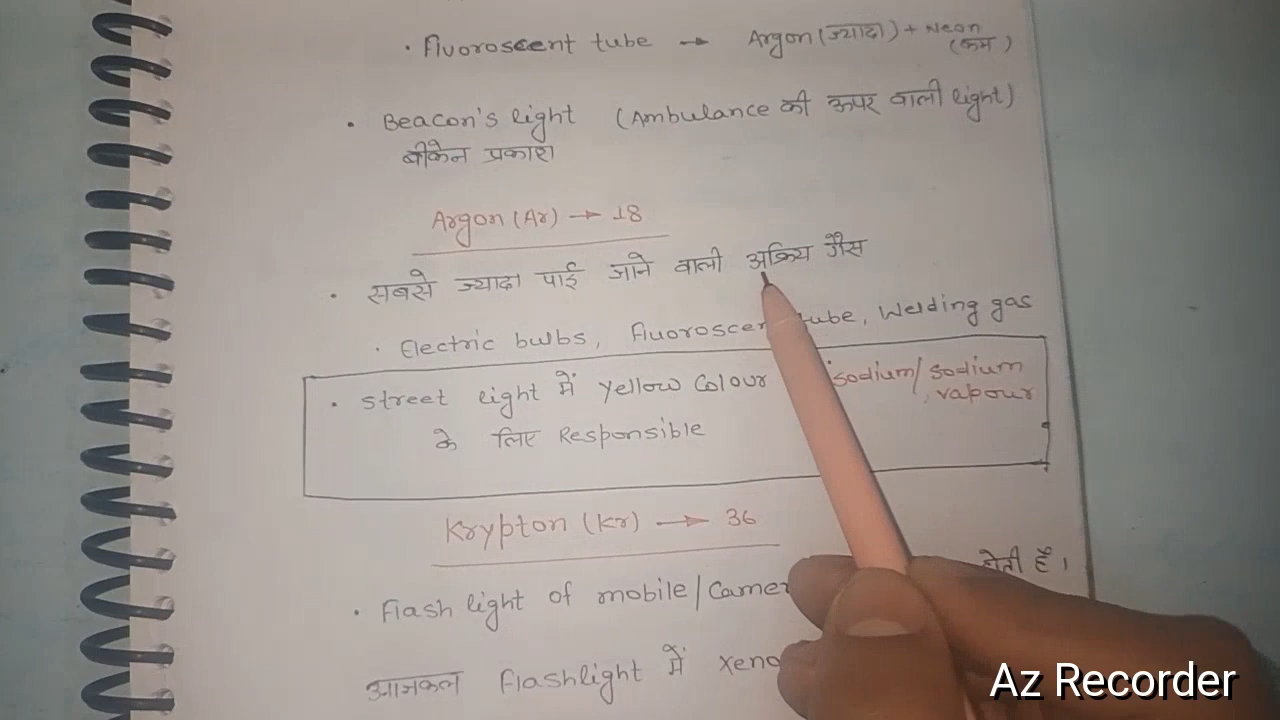 • Fluoroscent tube → Argon (ज्यादा) + Neon
(कम)
• Beacon's light (Ambulance की ऊपर वाली light)
बीकेन प्रकाश
Argon (Ar) → 18
• सबसे ज्यादा पाई जाने वाली अक्रिय गैस
• Electric bulbs, fluoroscen tube, Welding gas
• street light में Yellow Colour sodium/sodium
vapour
के लिए Responsible
Krypton (Kr) → 36
• Flash light of mobile/Camer होती है।
आजकल flashlight में xeno
Az Recorder